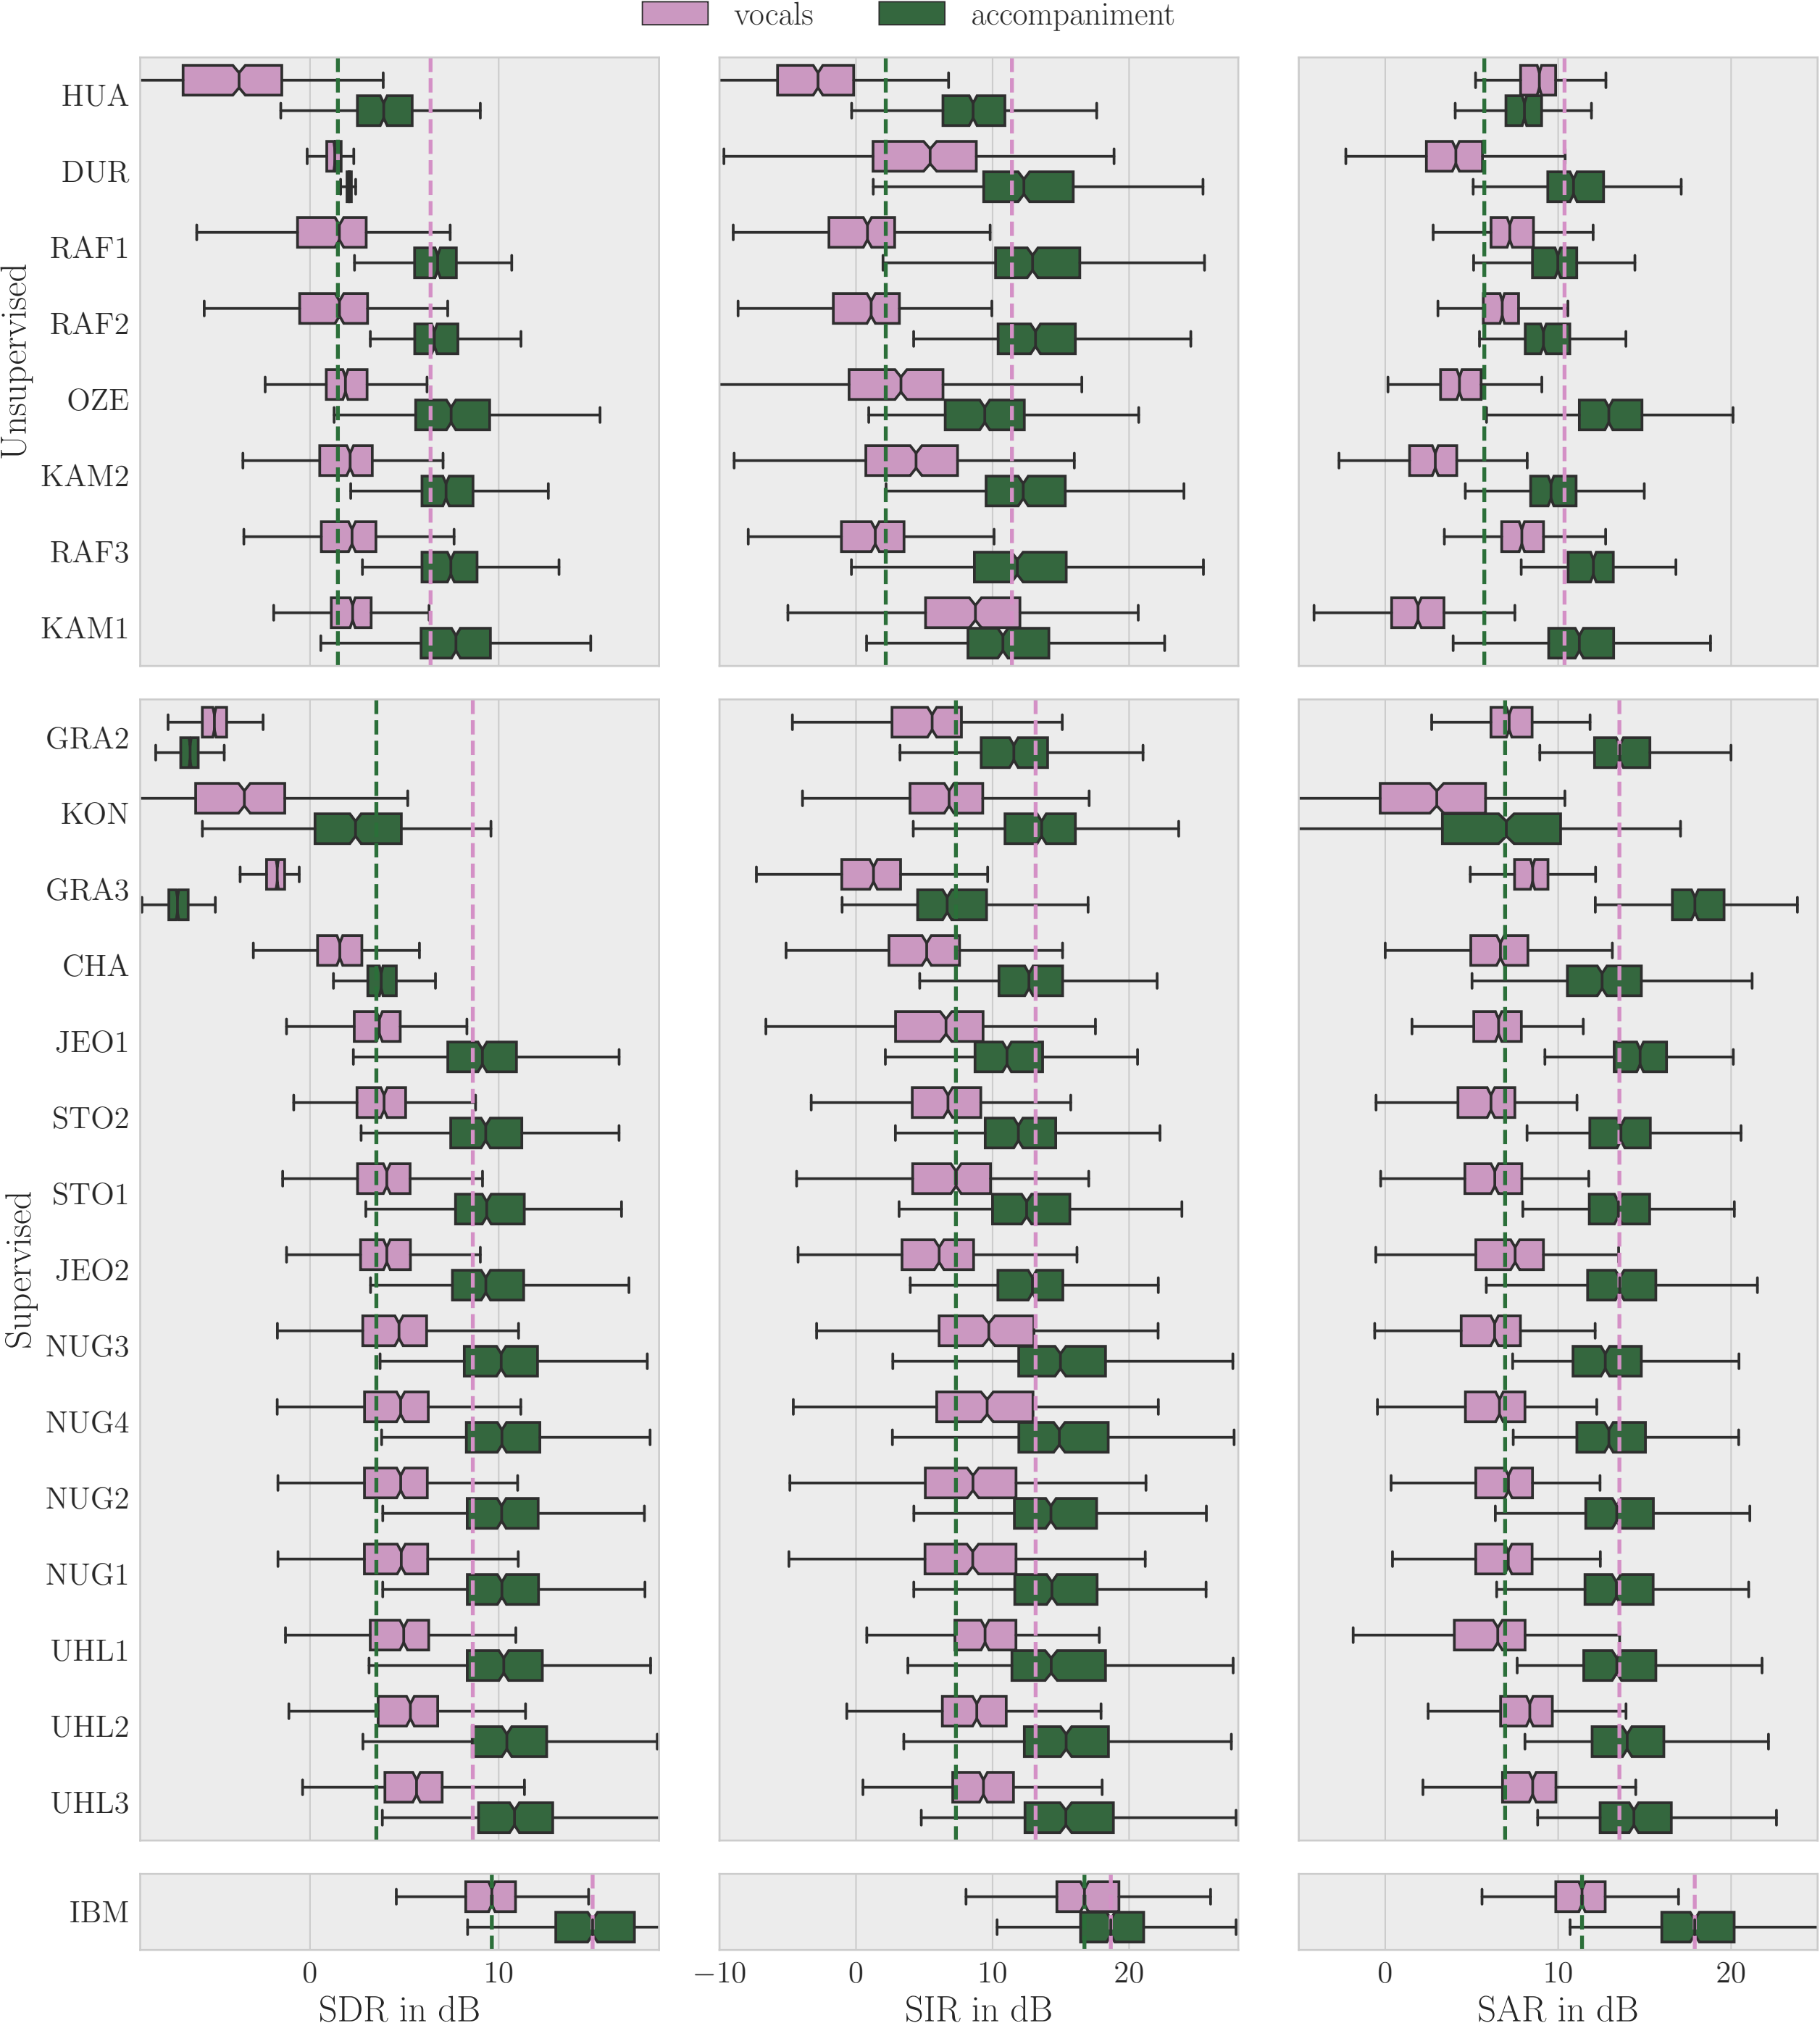 vocals accompaniment
Unsupervised
HUA
DUR
RAF1
RAF2
OZE
KAM2
RAF3
KAM1
Supervised
GRA2
KON
GRA3
CHA
JEO1
STO2
STO1
JEO2
NUG3
NUG4
NUG2
NUG1
UHL1
UHL2
UHL3
IBM
0 10 −10 0 10 20 0 10 20
SDR in dB SIR in dB SAR in dB